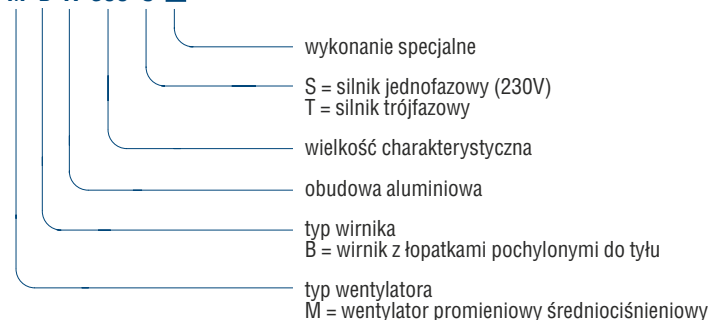 wykonanie specjalne
S = silnik jednofazowy (230V)
T = silnik trójfazowy
wielkość charakterystyczna
obudowa aluminiowa
typ wirnika
B = wirnik z łopatkami pochylonymi do tyłu
typ wentylatora
M = wentylator promieniowy średniociśnieniowy